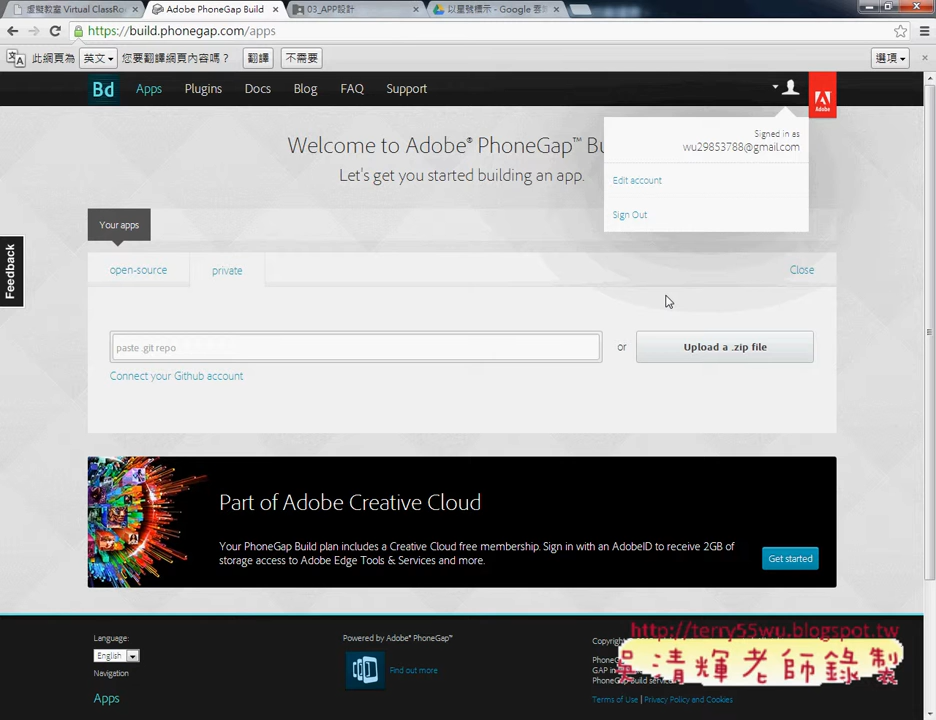 虛擬教室 Virtual ClassRo
Adobe PhoneGap Build
03_APP設計
以星號標示 - Google 雲
https://build.phonegap.com/apps
此網頁為
英文
您要翻譯網頁內容嗎？
翻譯
不需要
選項
Bd
Apps
Plugins
Docs
Blog
FAQ
Support
Adobe
Signed in as
wu29853788@gmail.com
Edit account
Sign Out
Welcome to Adobe® PhoneGap™ Bu
Let's get you started building an app.
Your apps
Feedback
open-source
private
Close
paste .git repo
or
Upload a .zip file
Connect your Github account
Part of Adobe Creative Cloud
Your PhoneGap Build plan includes a Creative Cloud free membership. Sign in with an AdobeID to receive 2GB of
storage access to Adobe Edge Tools & Services and more.
Get started
Language:
English
Navigation
Apps
Powered by Adobe® PhoneGap™
Find out more
Copyrig
PhoneG
GAP in
PhoneGap Build servic
Terms of Use | Privacy Policy and Cookies
http://terry55wu.blogspot.tw
吳清輝老師錄製